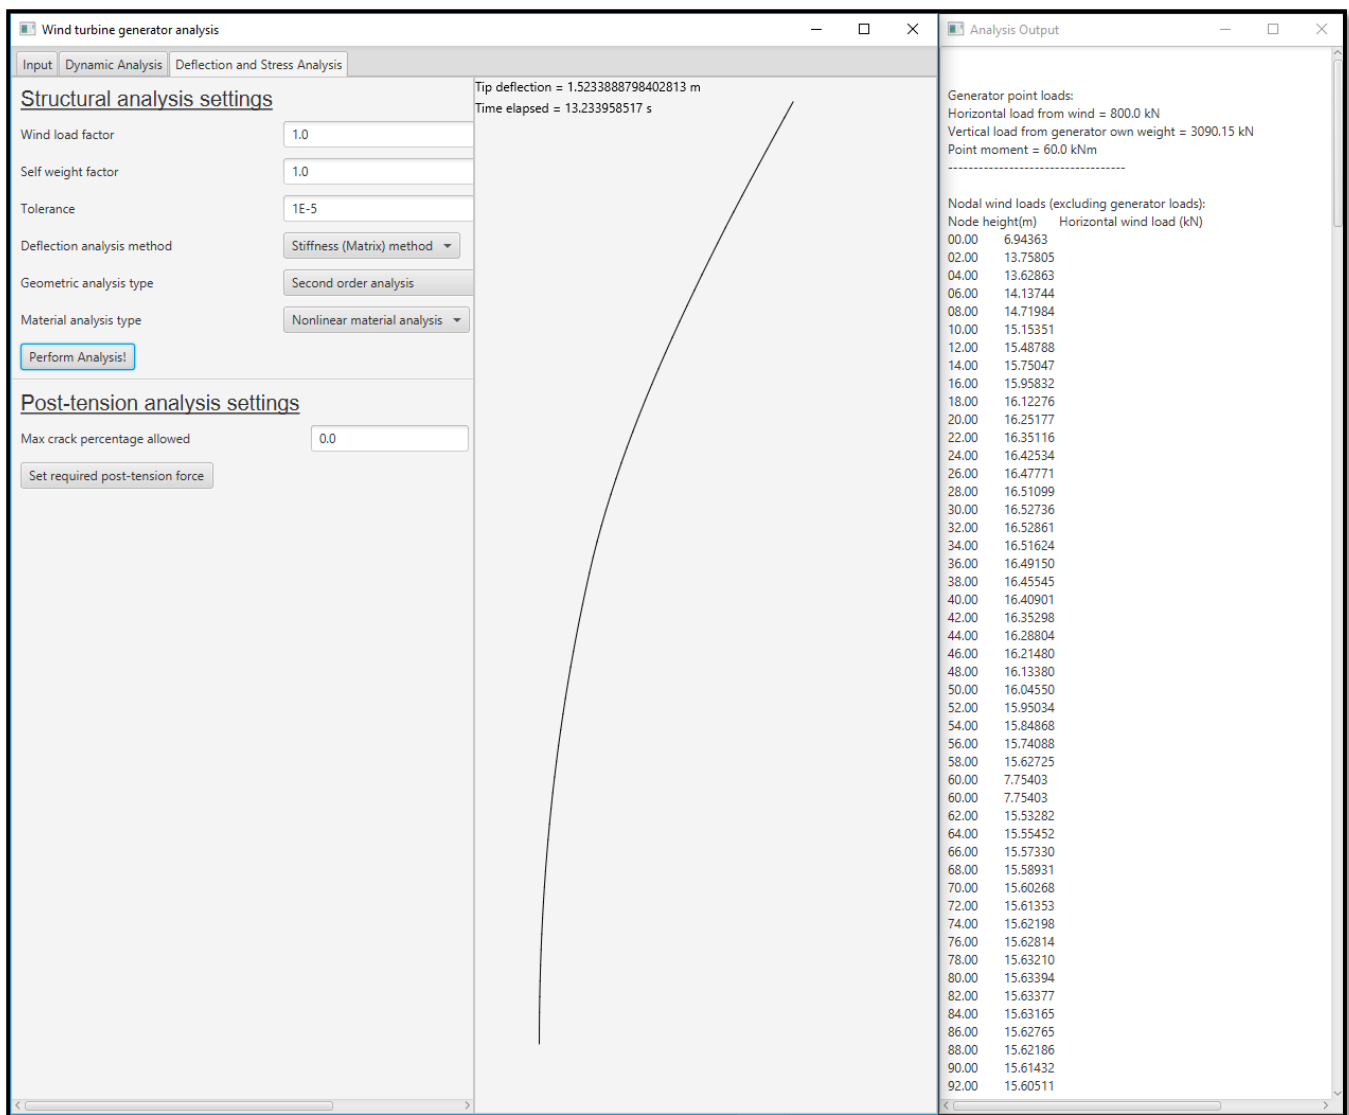 Wind turbine generator analysis
Input Dynamic Analysis Deflection and Stress Analysis
Structural analysis settings
Wind load factor 1.0
Self weight factor 1.0
Tolerance 1E-5
Deflection analysis method Stiffness (Matrix) method
Geometric analysis type Second order analysis
Material analysis type Nonlinear material analysis
Perform Analysis!
Post-tension analysis settings
Max crack percentage allowed 0.0
Set required post-tension force
Tip deflection = 1.5233888798402813 m
Time elapsed = 13.233958517 s
Analysis Output
Generator point loads:
Horizontal load from wind = 800.0 kN
Vertical load from generator own weight = 3090.15 kN
Point moment = 60.0 kNm
-----------------------------------
Nodal wind loads (excluding generator loads):
Node height(m) Horizontal wind load (kN)
00.00 6.94363
02.00 13.75805
04.00 13.62863
06.00 14.13744
08.00 14.71984
10.00 15.15351
12.00 15.48788
14.00 15.75047
16.00 15.95832
18.00 16.12276
20.00 16.25177
22.00 16.35116
24.00 16.42534
26.00 16.47771
28.00 16.51099
30.00 16.52736
32.00 16.52861
34.00 16.51624
36.00 16.49150
38.00 16.45545
40.00 16.40901
42.00 16.35298
44.00 16.28804
46.00 16.21480
48.00 16.13380
50.00 16.04550
52.00 15.95034
54.00 15.84868
56.00 15.74088
58.00 15.62725
60.00 7.75403
60.00 7.75403
62.00 15.53282
64.00 15.55452
66.00 15.57330
68.00 15.58931
70.00 15.60268
72.00 15.61353
74.00 15.62198
76.00 15.62814
78.00 15.63210
80.00 15.63394
82.00 15.63377
84.00 15.63165
86.00 15.62765
88.00 15.62186
90.00 15.61432
92.00 15.60511